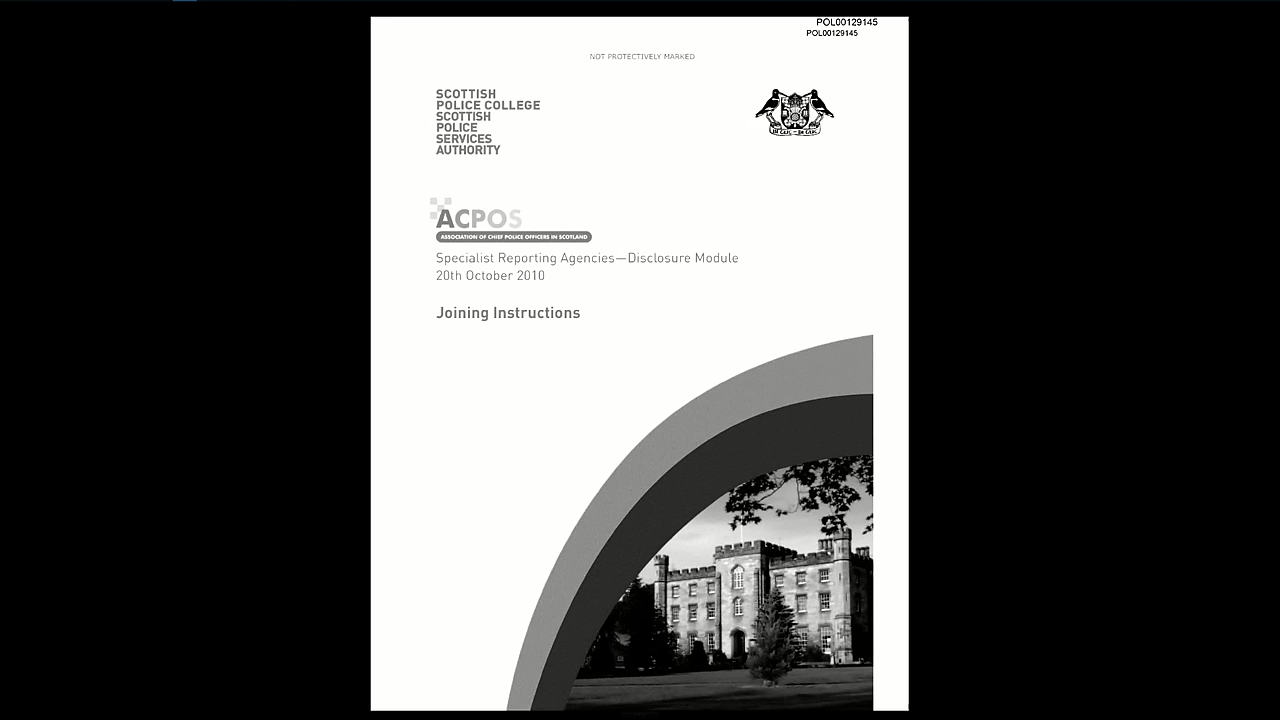 POL00129145
POL00129145
NOT PROTECTIVELY MARKED
SCOTTISH
POLICE COLLEGE
SCOTTISH
POLICE
SERVICES
AUTHORITY
ACPOS
ASSOCIATION OF CHIEF POLICE OFFICERS IN SCOTLAND
Specialist Reporting Agencies—Disclosure Module
20th October 2010
Joining Instructions